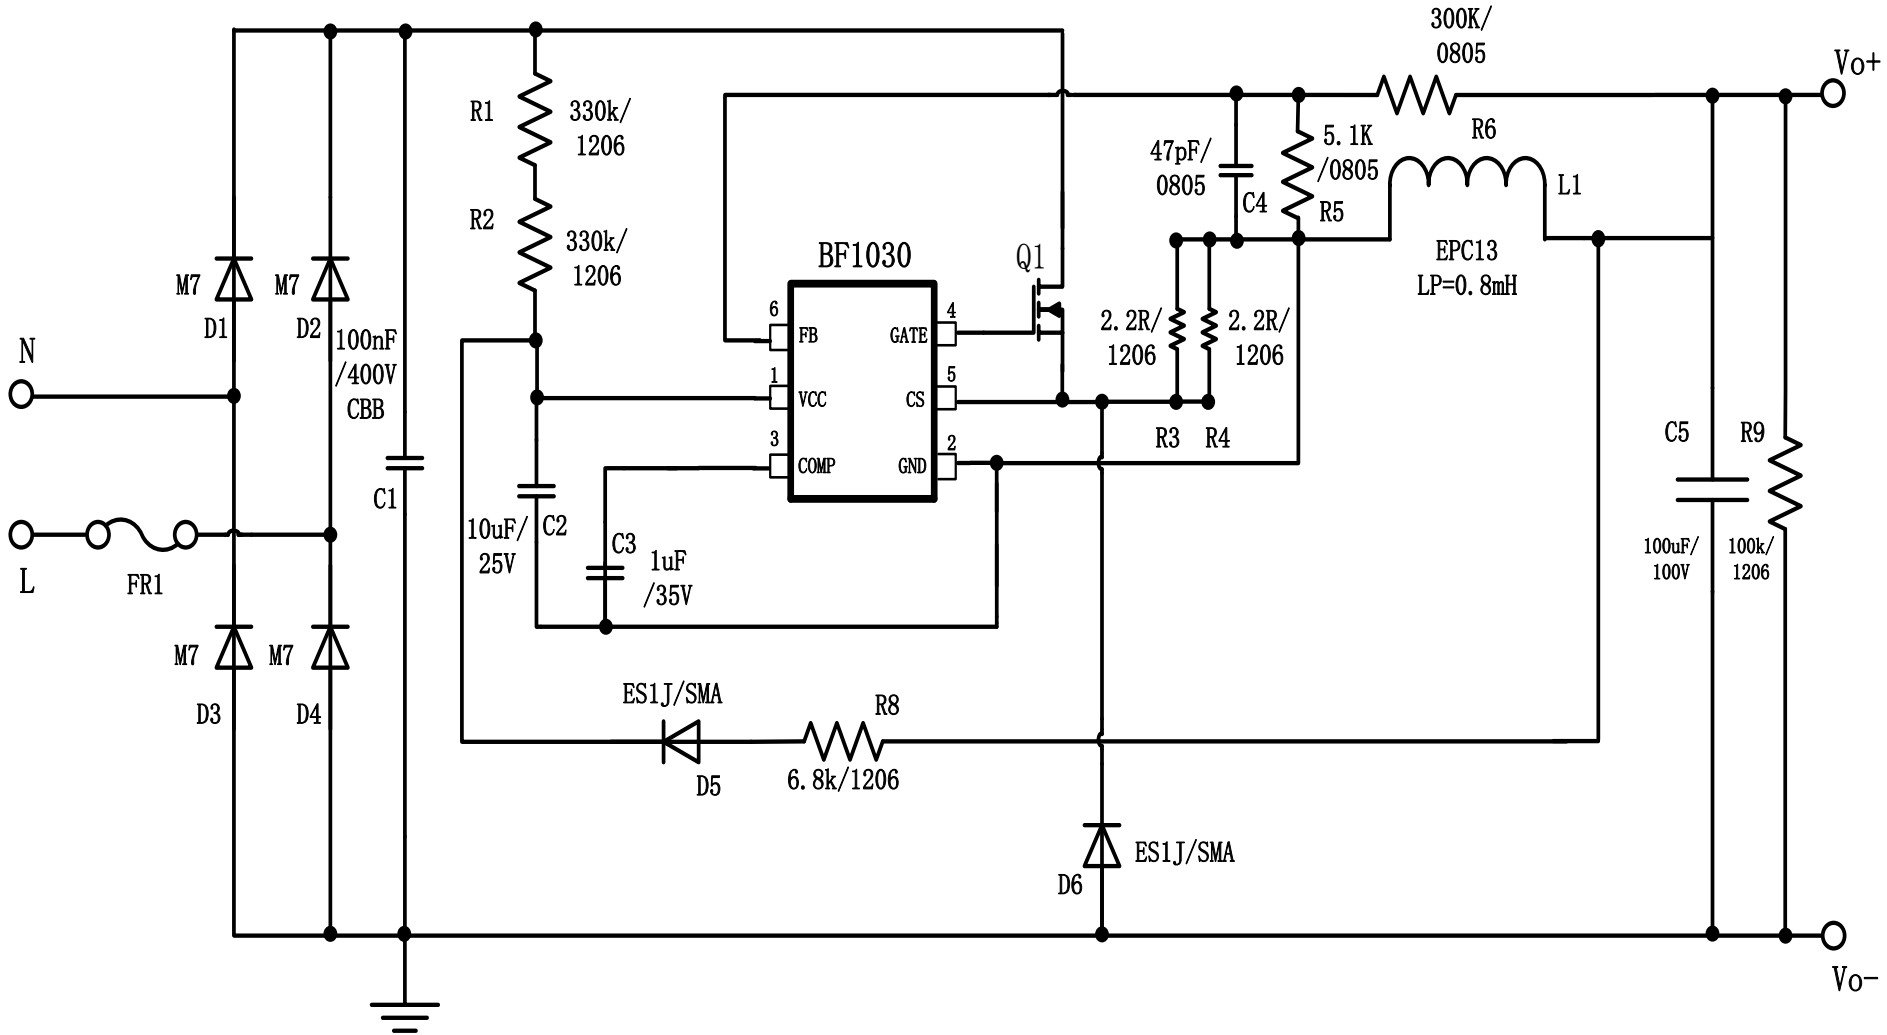 300K/
0805
Vo+
R6
R1
330k/
1206
47pF/
0805
C4
5.1K
/0805
R5
L1
R2
330k/
1206
BF1030
Q1
EPC13
LP=0.8mH
M7
D1
M7
D2
N
100nF
/400V
CBB
6
FB
GATE
4
2.2R/
1206
2.2R/
1206
1
VCC
CS
5
3
COMP
GND
2
R3
R4
C5
R9
C1
L
FR1
10uF/
25V
C2
C3
1uF
/35V
100uF/
100V
100k/
1206
M7
D3
M7
D4
ES1J/SMA
D5
R8
6.8k/1206
ES1J/SMA
D6
Vo-